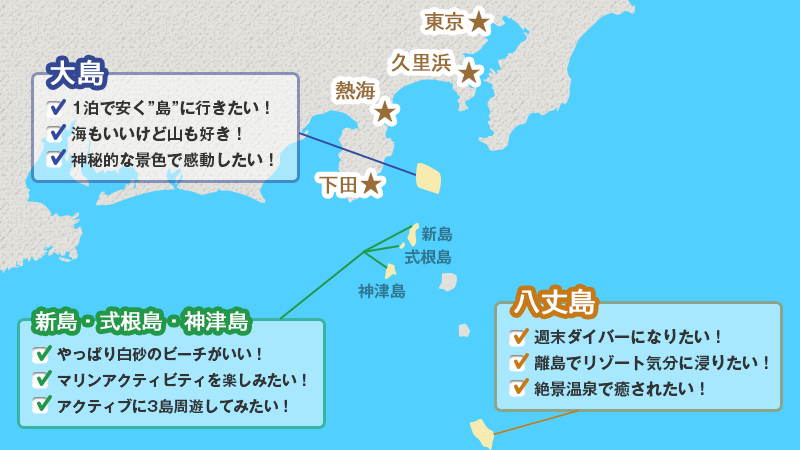 東京
久里浜
熱海
下田
大島
1泊で安く”島”に行きたい！
海もいいけど山も好き！
神秘的な景色で感動したい！
新島
式根島
神津島
新島・式根島・神津島
やっぱり白砂のビーチがいい！
マリンアクティビティを楽しみたい！
アクティブに3島周遊してみたい！
八丈島
週末ダイバーになりたい！
離島でリゾート気分に浸りたい！
絶景温泉で癒されたい！